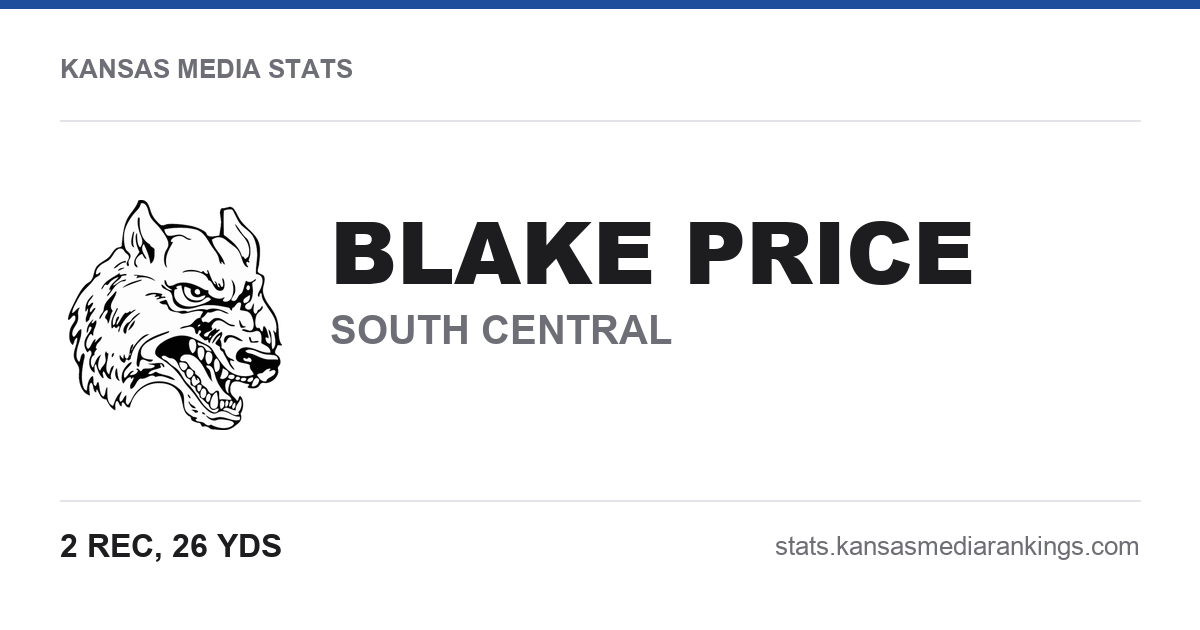 KANSAS MEDIA STATS
BLAKE PRICE
SOUTH CENTRAL
2 REC, 26 YDS
stats.kansasmediarankings.com